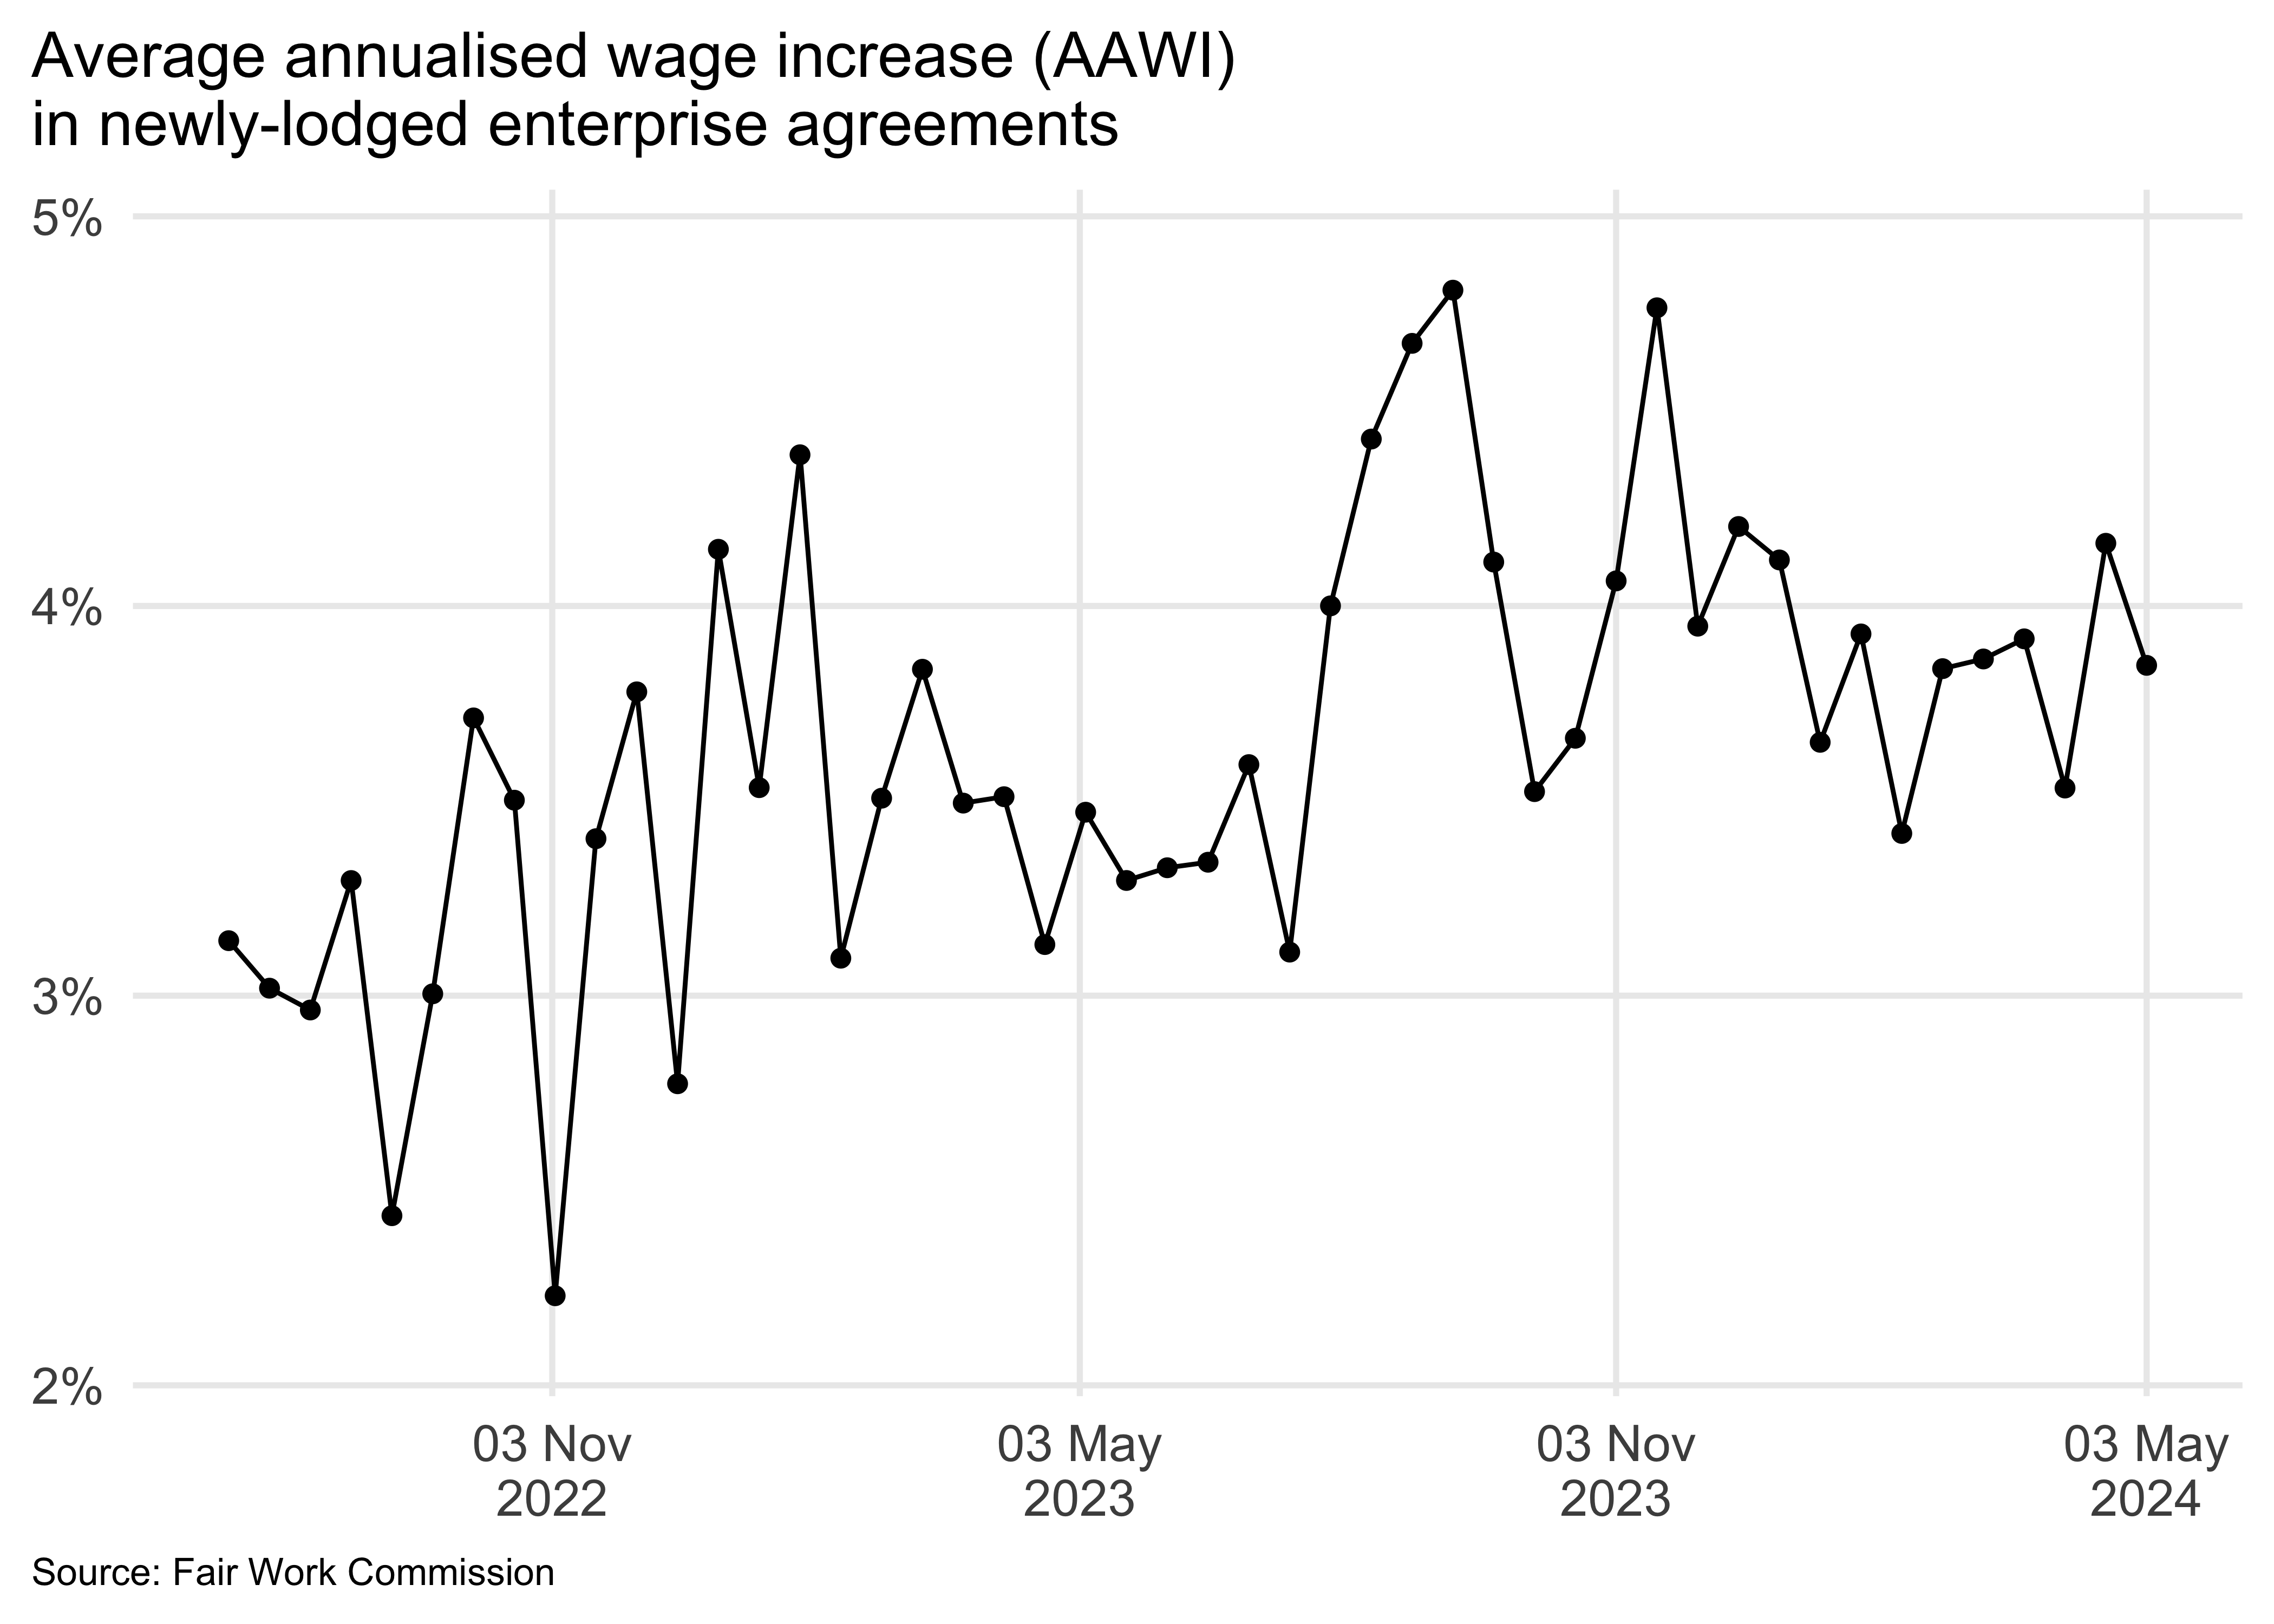 Average annualised wage increase (AAWI)
in newly-lodged enterprise agreements
5%
4%
3%
2%
03 Nov
2022
03 May
2023
03 Nov
2023
03 May
2024
Source: Fair Work Commission